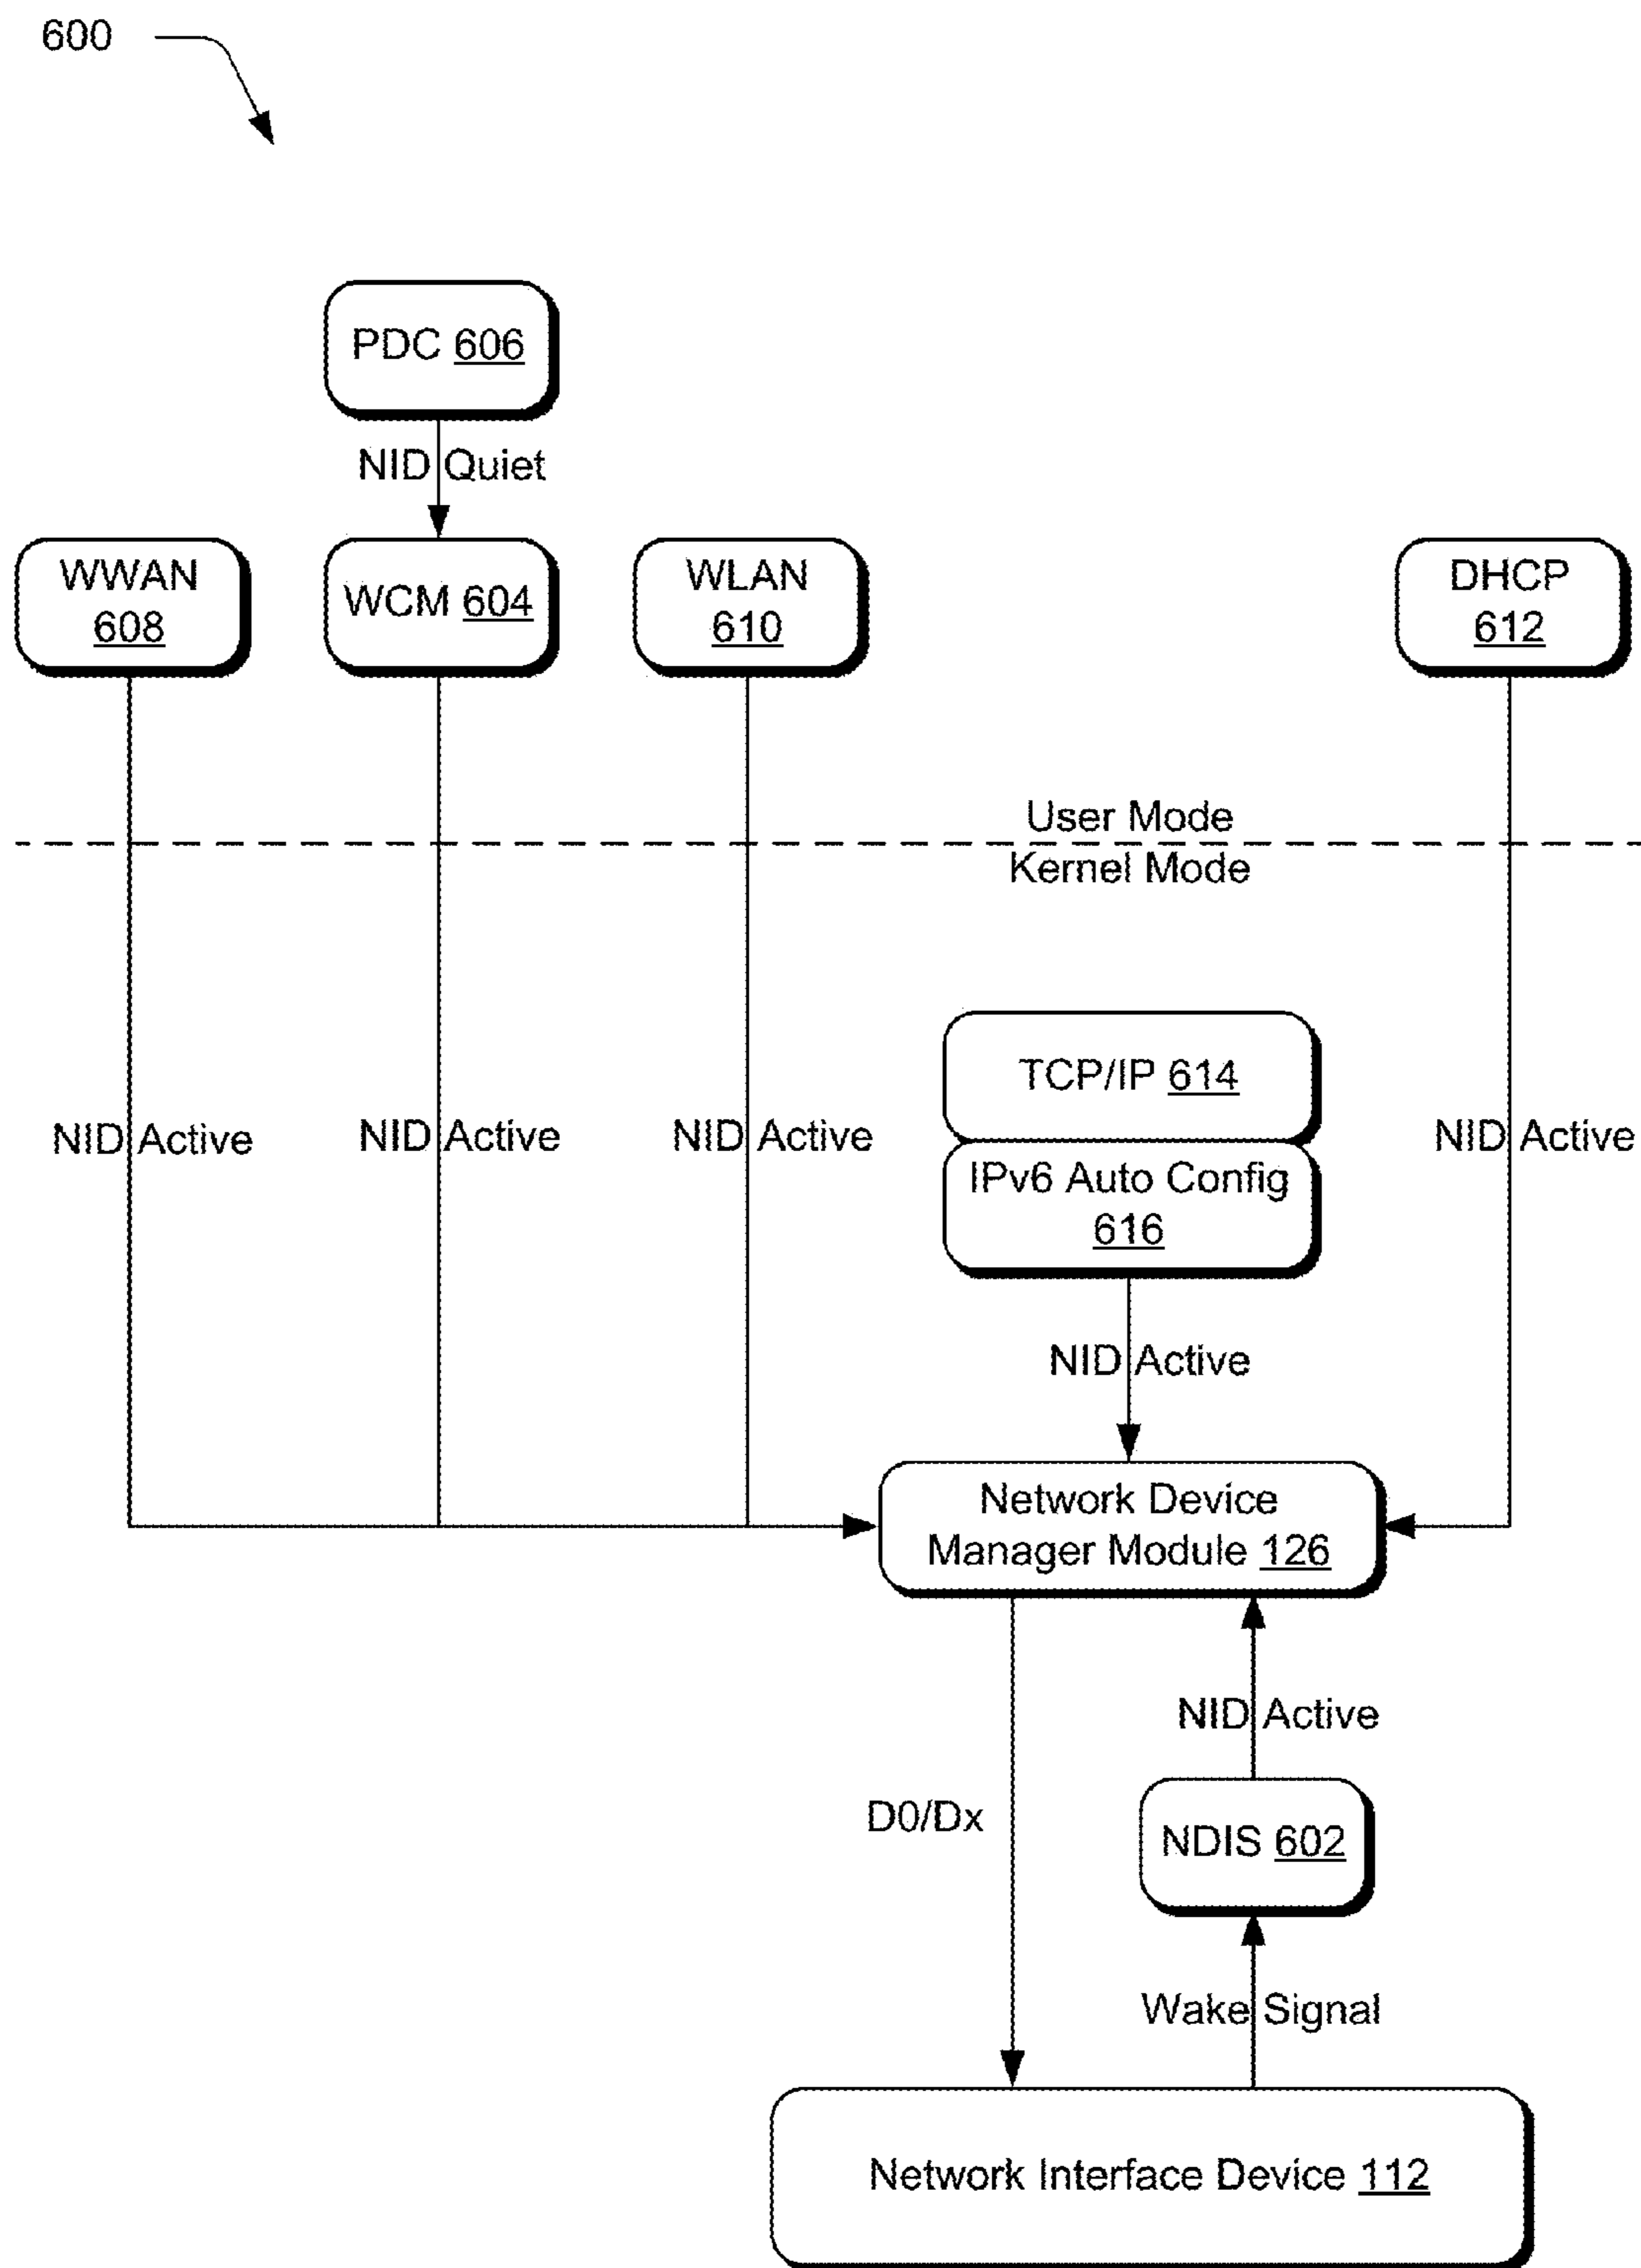 600
PDC 606
NID Quiet
WWAN
608
WCM 604
WLAN
610
DHCP
612
User Mode
Kernel Mode
TCP/IP 614
NID Active
NID Active
NID Active
NID Active
IPv6 Auto Config
616
NID Active
Network Device
Manager Module 126
NID Active
D0/Dx
NDIS 602
Wake Signal
Network Interface Device 112